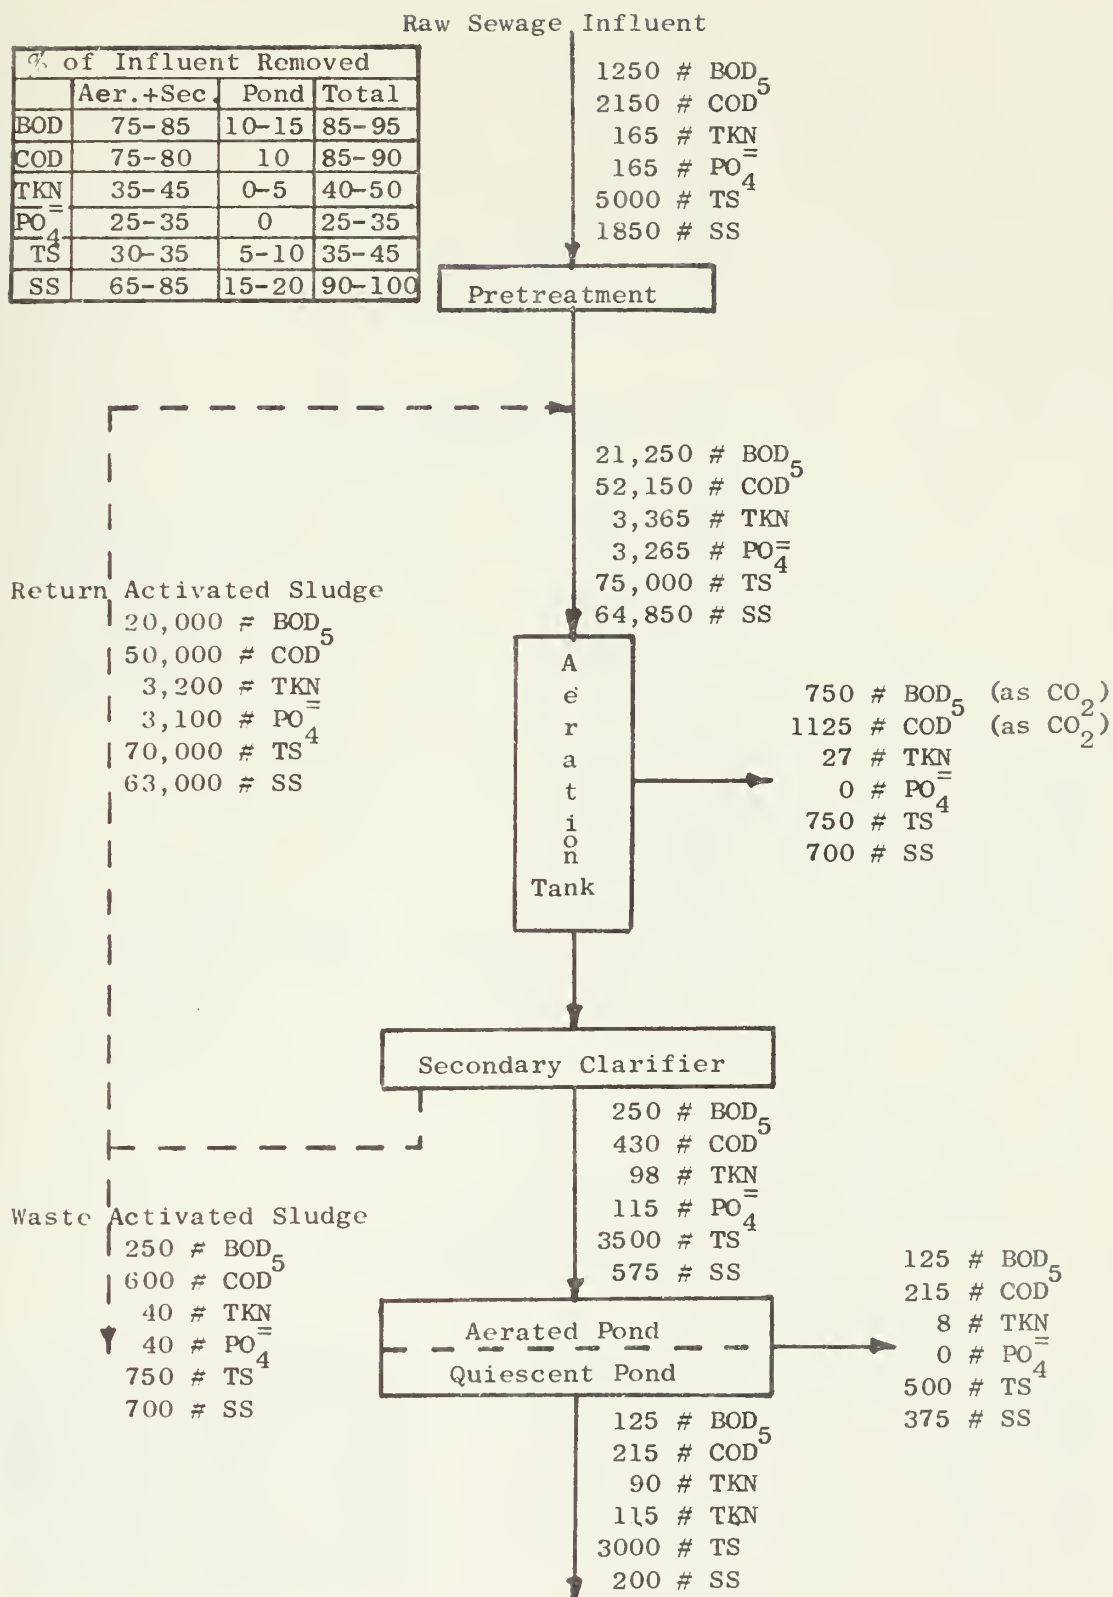 Raw Sewage Influent
% of Influent Removed
Aer.+Sec. Pond Total
BOD 75-85 10-15 85-95
COD 75-80 10 85-90
TKN 35-45 0-5 40-50
PO₄⁼ 25-35 0 25-35
TS 30-35 5-10 35-45
SS 65-85 15-20 90-100
1250 # BOD₅
2150 # COD
165 # TKN
165 # PO₄⁼
5000 # TS
1850 # SS
Pretreatment
21,250 # BOD₅
52,150 # COD
3,365 # TKN
3,265 # PO₄⁼
75,000 # TS
64,850 # SS
Return Activated Sludge
20,000 # BOD₅
50,000 # COD
3,200 # TKN
3,100 # PO₄⁼
70,000 # TS
63,000 # SS
Aeration
Tank
750 # BOD₅ (as CO₂)
1125 # COD (as CO₂)
27 # TKN
0 # PO₄⁼
750 # TS
700 # SS
Secondary Clarifier
250 # BOD₅
430 # COD
98 # TKN
115 # PO₄⁼
3500 # TS
575 # SS
Waste Activated Sludge
250 # BOD₅
600 # COD
40 # TKN
40 # PO₄⁼
750 # TS
700 # SS
Aerated Pond
Quiescent Pond
125 # BOD₅
215 # COD
8 # TKN
0 # PO₄⁼
500 # TS
375 # SS
125 # BOD₅
215 # COD
90 # TKN
115 # TKN
3000 # TS
200 # SS